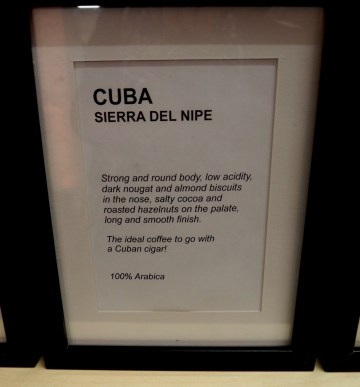 CUBA
SIERRA DEL NIPE
Strong and round body, low acidity,
dark nougat and almond biscuits
in the nose, salty cocoa and
roasted hazelnuts on the palate,
long and smooth finish.
The ideal coffee to go with
a Cuban cigar!
100% Arabica